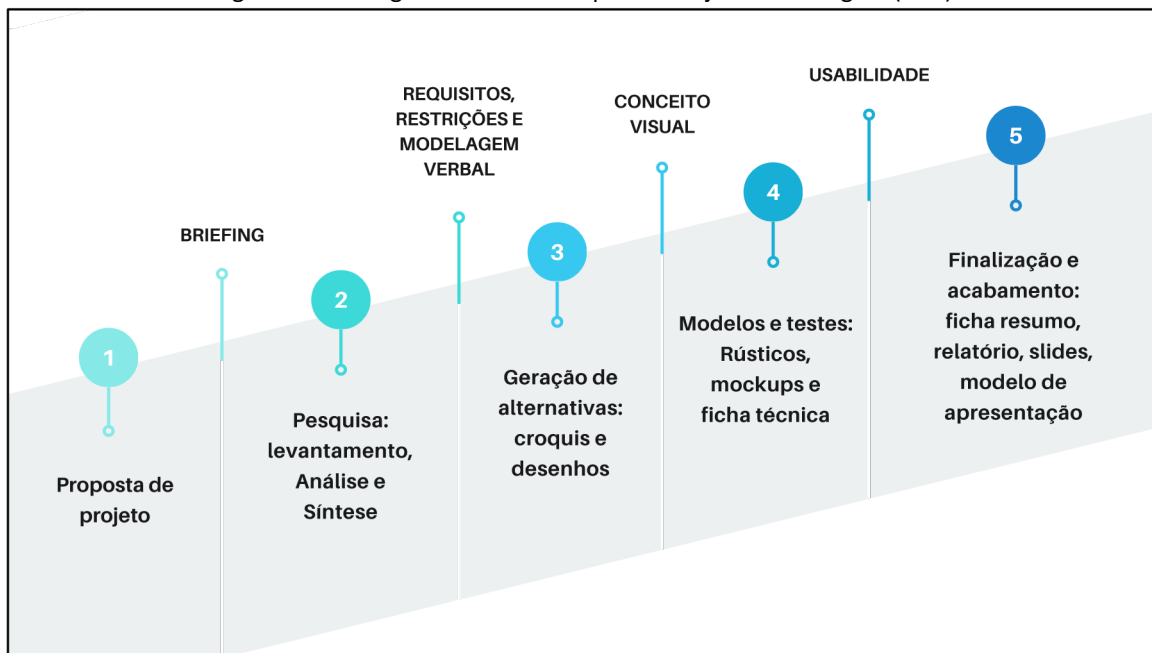 1
Proposta de
projeto
BRIEFING
2
Pesquisa:
levantamento,
Análise e
Síntese
REQUISITOS,
RESTRIÇÕES E
MODELAGEM
VERBAL
3
Geração de
alternativas:
croquis e
desenhos
CONCEITO
VISUAL
4
Modelos e testes:
Rústicos,
mockups e
ficha técnica
USABILIDADE
5
Finalização e
acabamento:
ficha resumo,
relatório, slides,
modelo de
apresentação